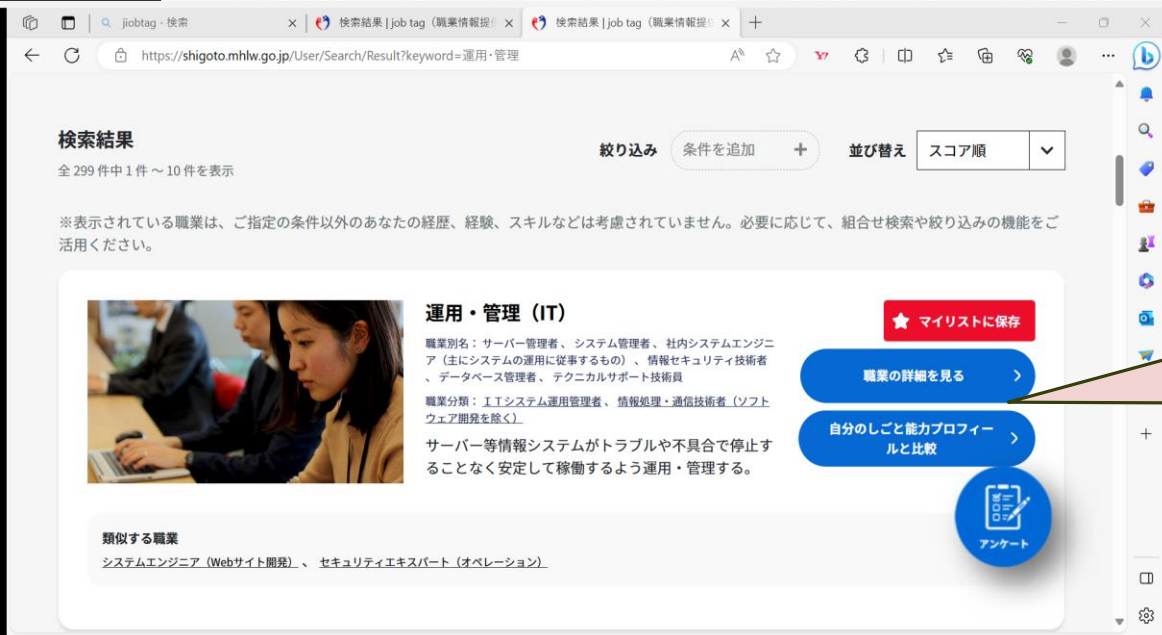 jiobtag - 検索
検索結果 | job tag（職業情報提
検索結果 | job tag（職業情報提
https://shigoto.mhlw.go.jp/User/Search/Result?keyword=運用・管理
検索結果
全 299 件中 1 件 ～ 10 件を表示
絞り込み 条件を追加 +
並び替え スコア順
※表示されている職業は、ご指定の条件以外のあなたの経歴、経験、スキルなどは考慮されていません。必要に応じて、組合せ検索や絞り込みの機能をご
活用ください。
運用・管理（IT）
職業別名： サーバー管理者 、 システム管理者 、 社内システムエンジニ
ア（主にシステムの運用に従事するもの） 、 情報セキュリティ技術者
、 データベース管理者 、 テクニカルサポート技術員
職業分類： ＩＴシステム運用管理者 、 情報処理・通信技術者（ソフト
ウェア開発を除く）
サーバー等情報システムがトラブルや不具合で停止す
ることなく安定して稼働するよう運用・管理する。
マイリストに保存
職業の詳細を見る
自分のしごと能力プロフィー
ルと比較
アンケート
類似する職業
システムエンジニア（Webサイト開発） 、 セキュリティエキスパート（オペレーション）